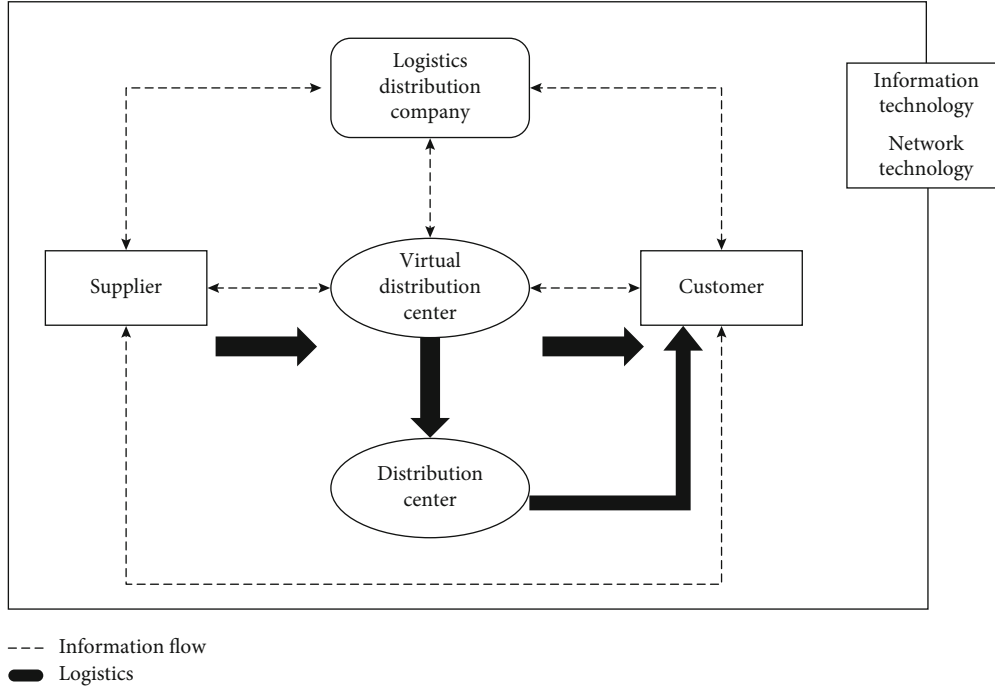 Logistics
distribution
company
Information
technology
Network
technology
Supplier
Virtual
distribution
center
Customer
Distribution
center
Information flow
Logistics